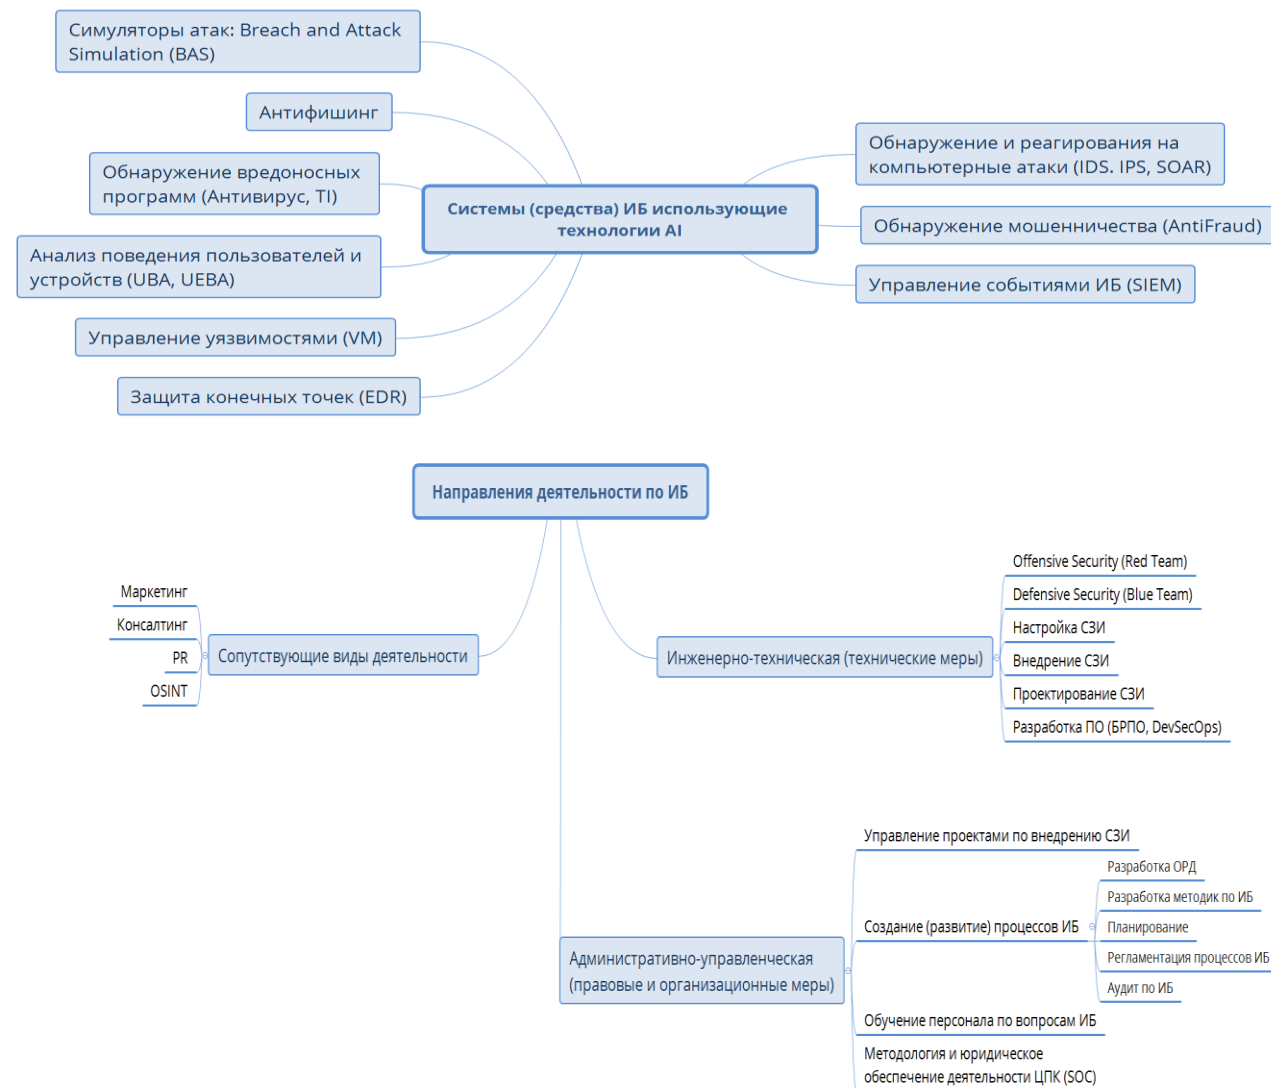 Симуляторы атак: Breach and Attack
Simulation (BAS)
Антифишинг
Обнаружение вредоносных
программ (Антивирус, TI)
Анализ поведения пользователей и
устройств (UBA, UEBA)
Управление уязвимостями (VM)
Защита конечных точек (EDR)
Системы (средства) ИБ использующие
технологии AI
Обнаружение и реагирования на
компьютерные атаки (IDS. IPS, SOAR)
Обнаружение мошенничества (AntiFraud)
Управление событиями ИБ (SIEM)
Направления деятельности по ИБ
Маркетинг
Консалтинг
PR
OSINT
Сопутствующие виды деятельности
Инженерно-техническая (технические меры)
Offensive Security (Red Team)
Defensive Security (Blue Team)
Настройка СЗИ
Внедрение СЗИ
Проектирование СЗИ
Разработка ПО (БРПО, DevSecOps)
Административно-управленческая
(правовые и организационные меры)
Управление проектами по внедрению СЗИ
Создание (развитие) процессов ИБ
Разработка ОРД
Разработка методик по ИБ
Планирование
Регламентация процессов ИБ
Аудит по ИБ
Обучение персонала по вопросам ИБ
Методология и юридическое
обеспечение деятельности ЦПК (SOC)